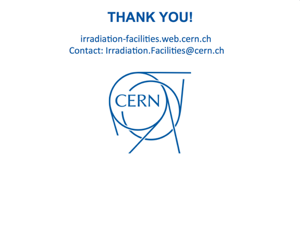 THANK YOU!
irradiation-facilities.web.cern.ch
Contact: Irradiation.Facilities@cern.ch
CERN